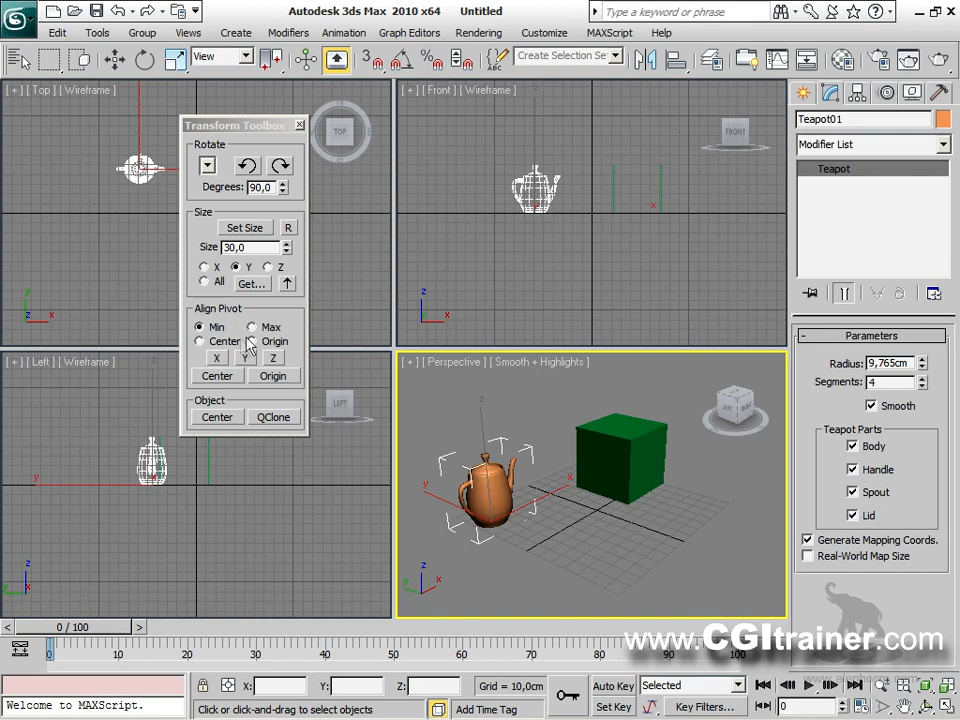 Autodesk 3ds Max 2010 x64 Untitled
Type a keyword or phrase
Edit Tools Group Views Create Modifiers Animation Graph Editors Rendering Customize MAXScript Help
View
3
Create Selection Se
[ + ] [ Top ] [ Wireframe ]
[ + ] [ Front ] [ Wireframe ]
TOP
FRONT
Transform Toolbox
Rotate
Degrees: 90,0
Size
Set Size R
Size 30,0
X Y Z
All Get...
Align Pivot
Min Max
Center Origin
X Y Z
Center Origin
Object
Center QClone
Teapot01
Modifier List
Teapot
Parameters
Radius: 9,765cm
Segments: 4
Smooth
Teapot Parts
Body
Handle
Spout
Lid
Generate Mapping Coords.
Real-World Map Size
[ + ] [ Left ] [ Wireframe ]
LEFT
[ + ] [ Perspective ] [ Smooth + Highlights ]
z
y
x
0 / 100
0 10 20 30 40 50 60 70 80 90 100
www.CGItrainer.com
X: Y: Z: Grid = 10,0cm
Auto Key Selected
Welcome to MAXScript.
Click or click-and-drag to select objects
Add Time Tag
Set Key Key Filters...
0